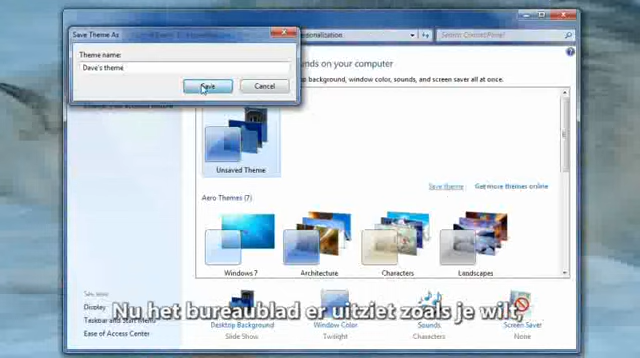 Save Theme As
Theme name:
Dave's theme
Save
Cancel
Search Control Panel
sounds on your computer
background, window color, sounds, and screen saver all at once.
Unsaved Theme
Save theme
Get more themes online
Aero Themes (7)
Windows 7
Architecture
Characters
Landscapes
See also
Display
Taskbar and Start Menu
Ease of Access Center
Desktop Background
Slide Show
Window Color
Twilight
Sounds
Characters
Screen Saver
None
Nu het bureaublad er uitziet zoals je wilt,